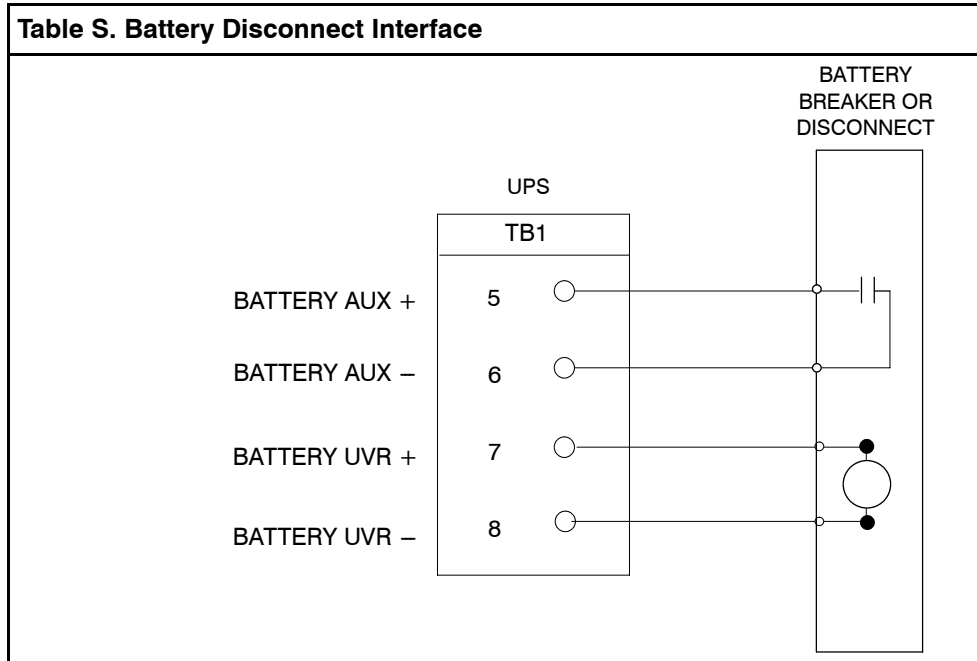 Table S. Battery Disconnect Interface
BATTERY
BREAKER OR
DISCONNECT
UPS
TB1
BATTERY AUX + 5
BATTERY AUX − 6
BATTERY UVR + 7
BATTERY UVR − 8